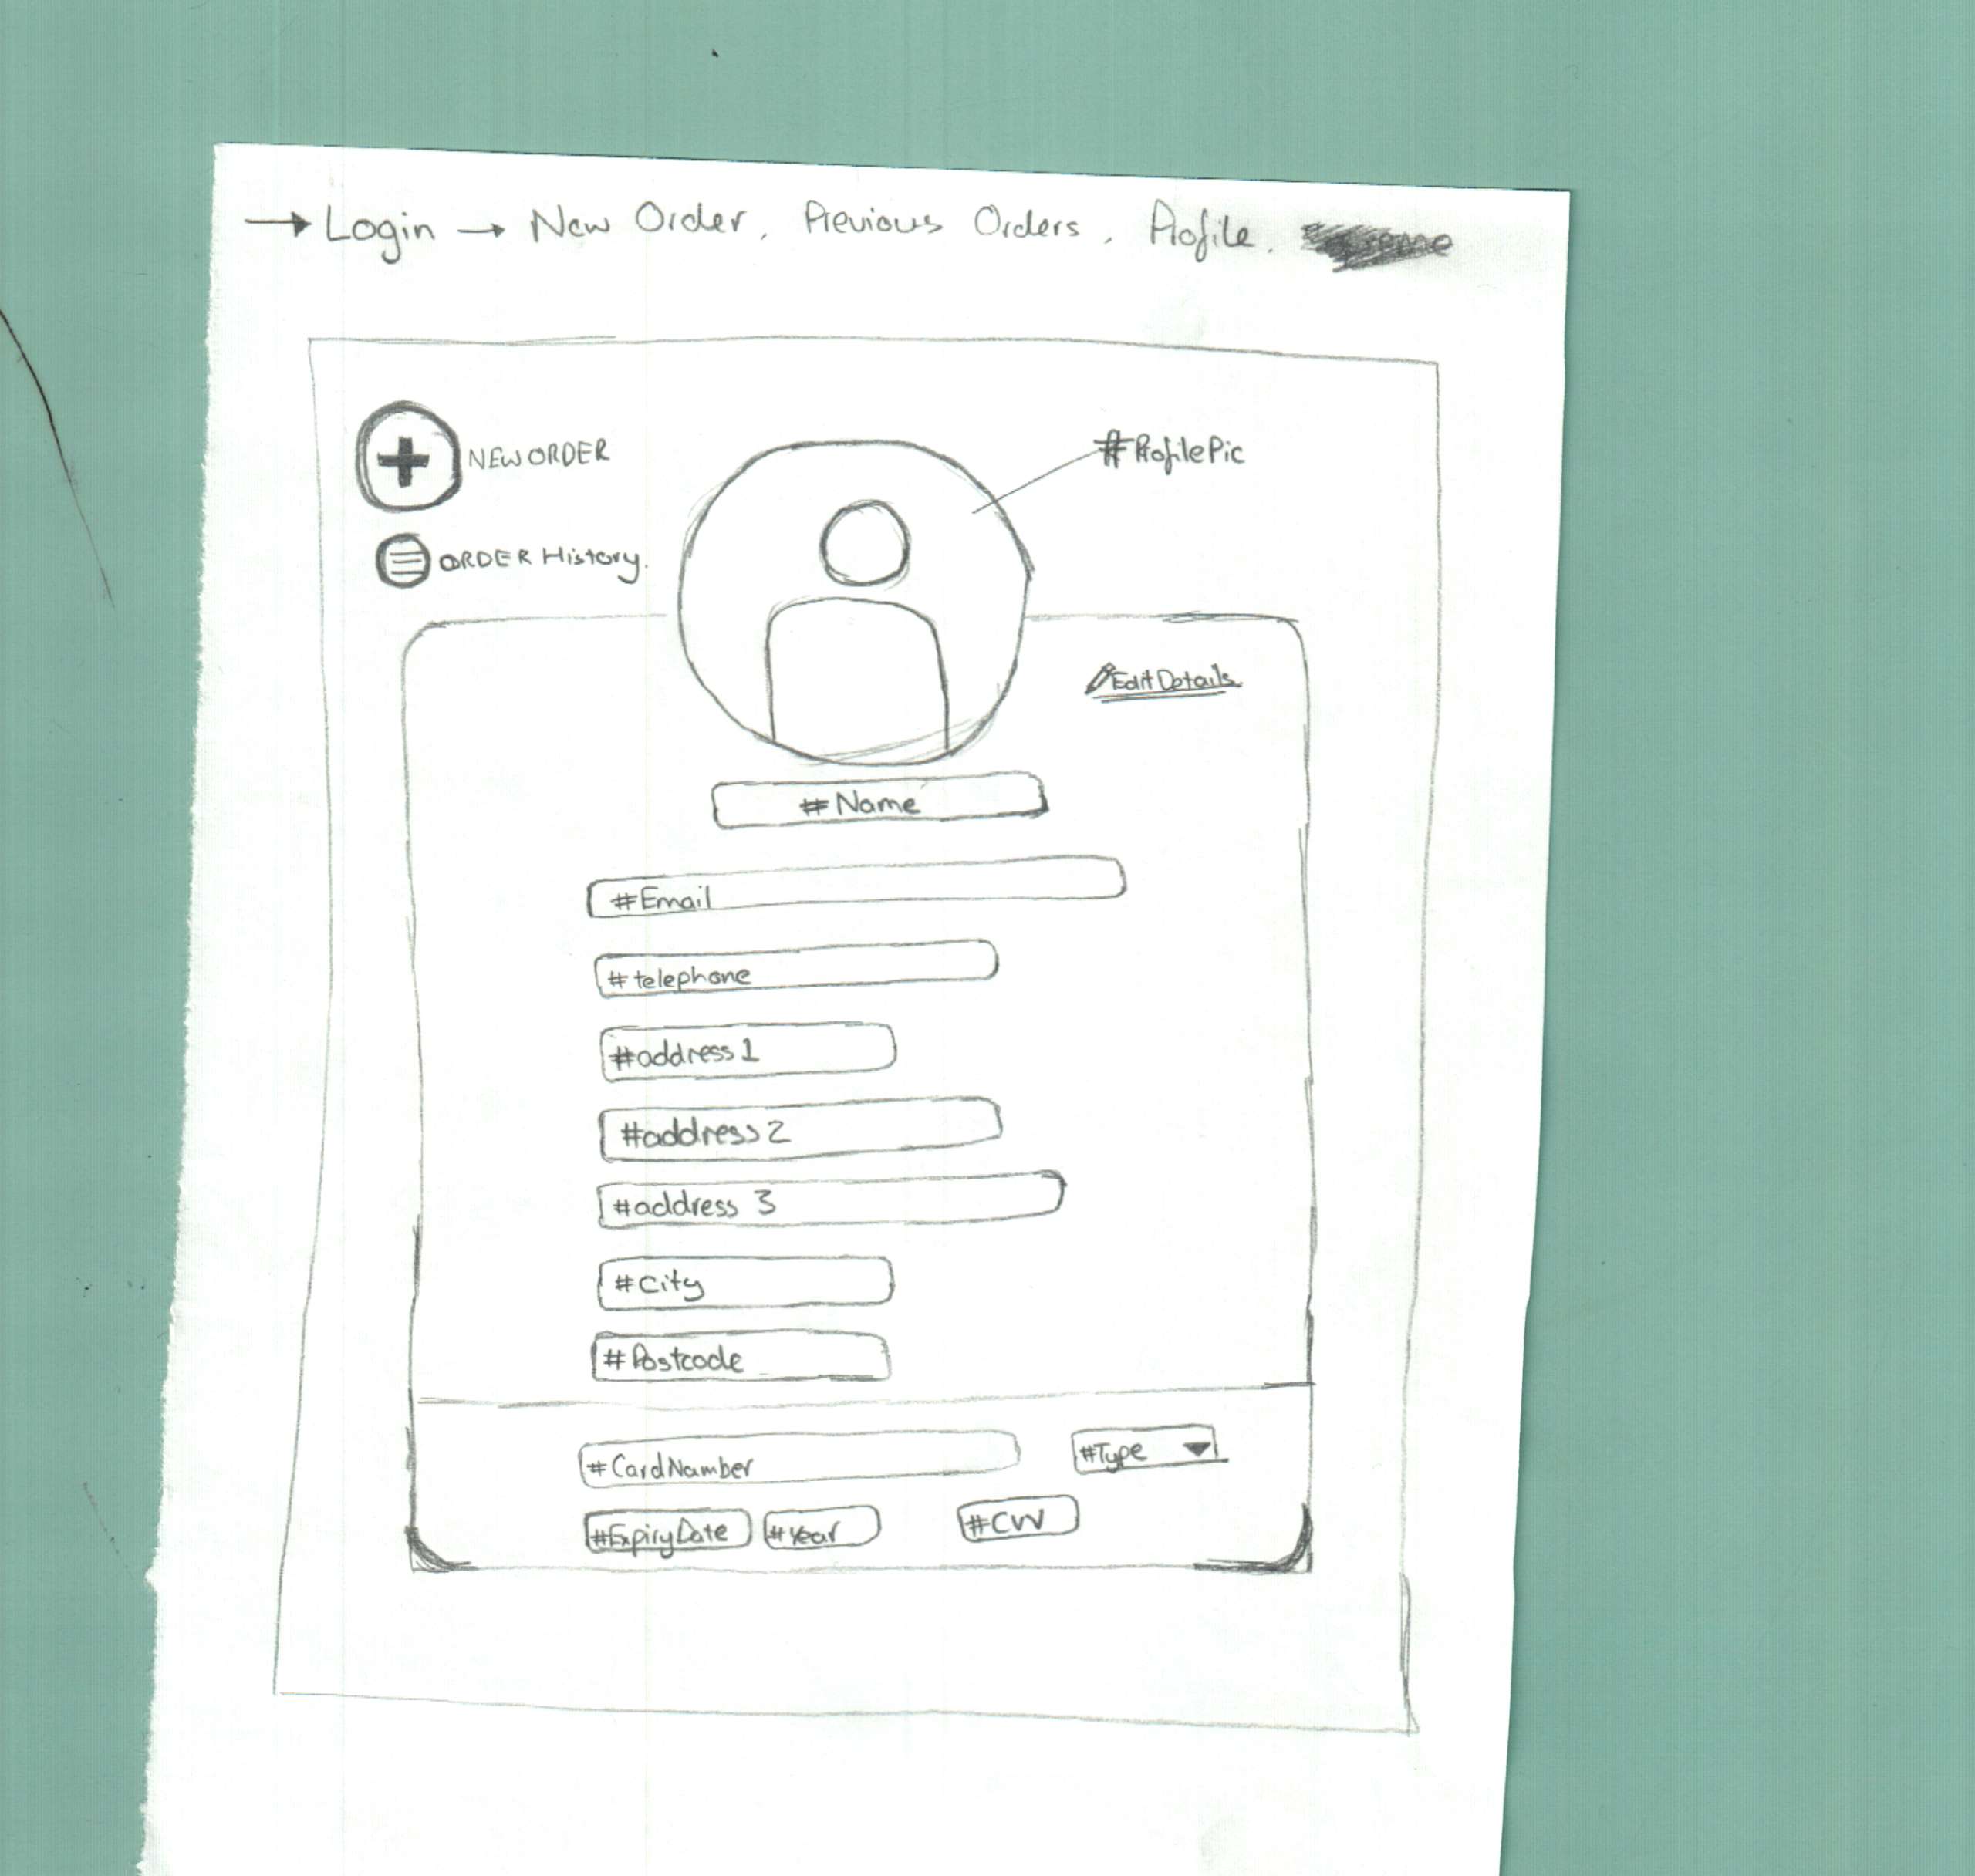 → Login → New Order, Previous Orders, Profile.
NEW ORDER
#ProfilePic
ORDER History.
Edit Details
#Name
#Email
#telephone
#address 1
#address 2
#address 3
#City
#Postcode
#CardNumber
#Type
#ExpiryDate #Year #CVV